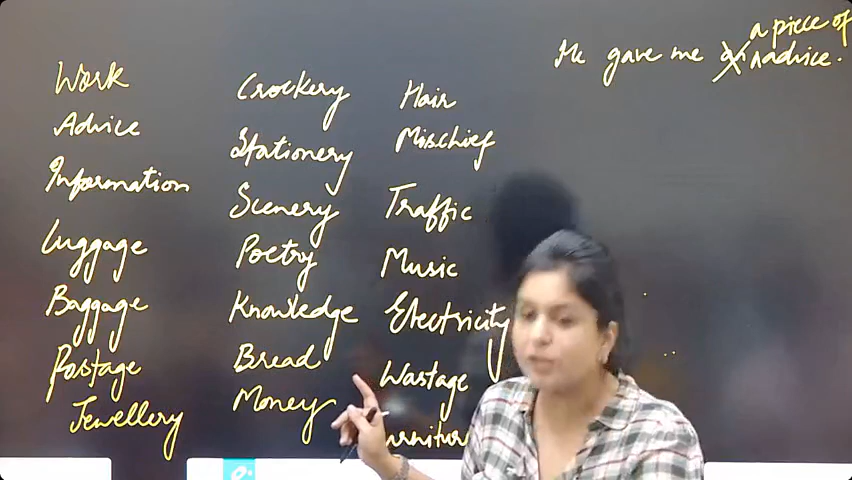 a piece of
He gave me an advice.
Work
Advice
Information
Luggage
Baggage
Postage
Jewellery
Crockery
Stationery
Scenery
Poetry
Knowledge
Bread
Money
Hair
Mischief
Traffic
Music
Electricity
Wastage